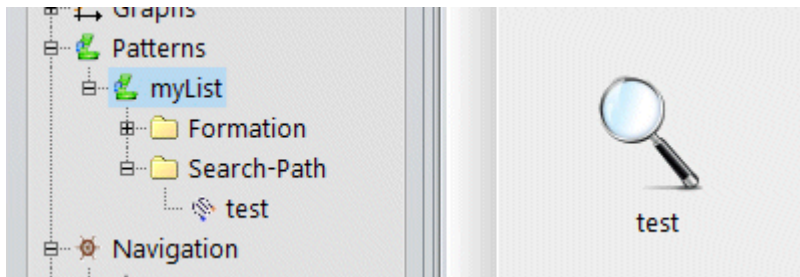 Graphs
Patterns
myList
Formation
Search-Path
test
Navigation
test